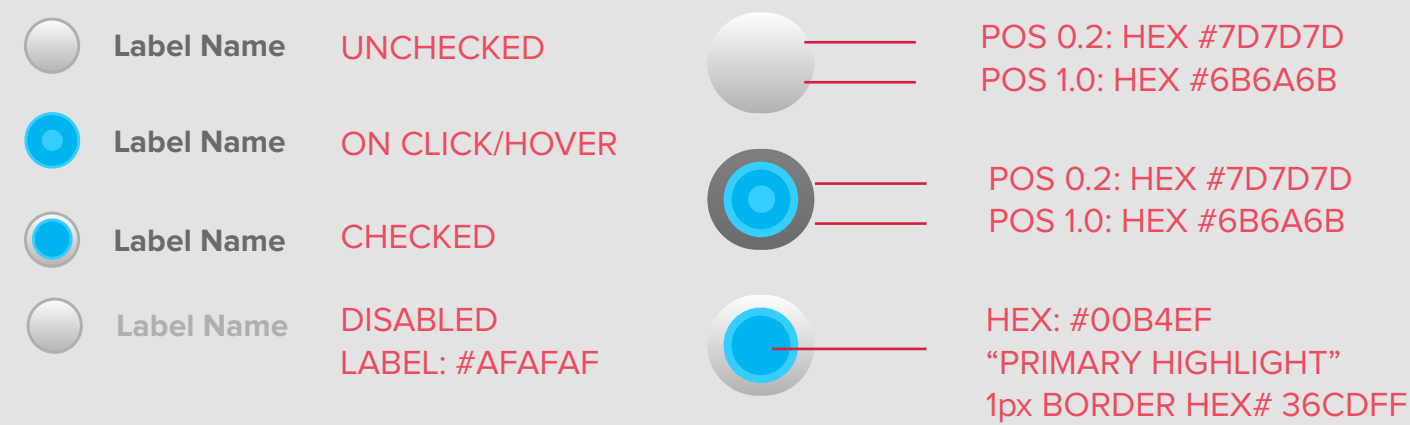 Label Name UNCHECKED
Label Name ON CLICK/HOVER
Label Name CHECKED
Label Name DISABLED
LABEL: #AFAFAF
POS 0.2: HEX #7D7D7D
POS 1.0: HEX #6B6A6B
POS 0.2: HEX #7D7D7D
POS 1.0: HEX #6B6A6B
HEX: #00B4EF
“PRIMARY HIGHLIGHT”
1px BORDER HEX# 36CDFF